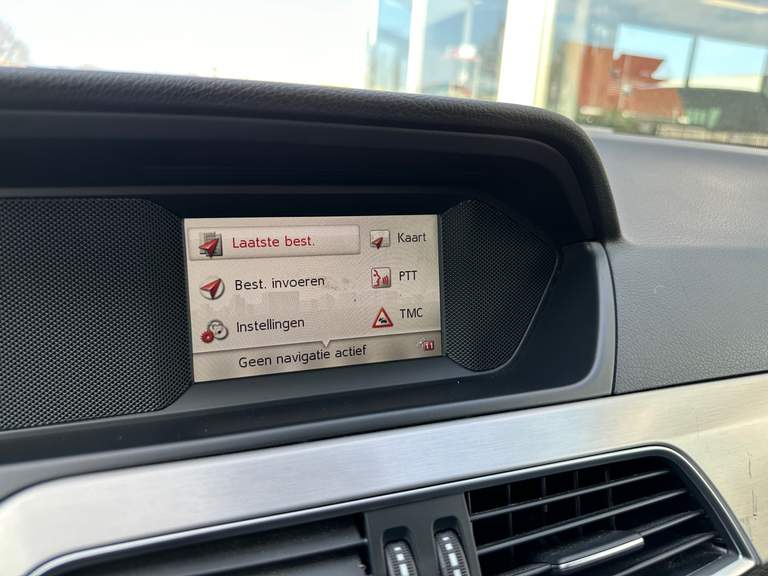 Laatste best.
Kaart
Best. invoeren
PTT
Instellingen
TMC
Geen navigatie actief